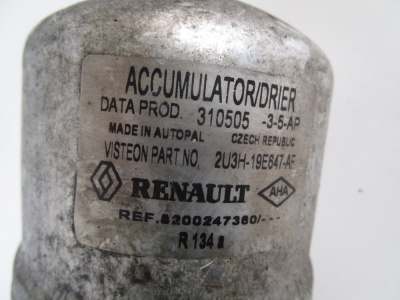 ACCUMULATOR/DRIER
DATA PROD. 310505 -3-5-AP
MADE IN AUTOPAL CZECH REPUBLIC
VISTEON PART NO. 2U3H-19E647-AF
RENAULT AHA
REF.8200247360/---
R 134 a